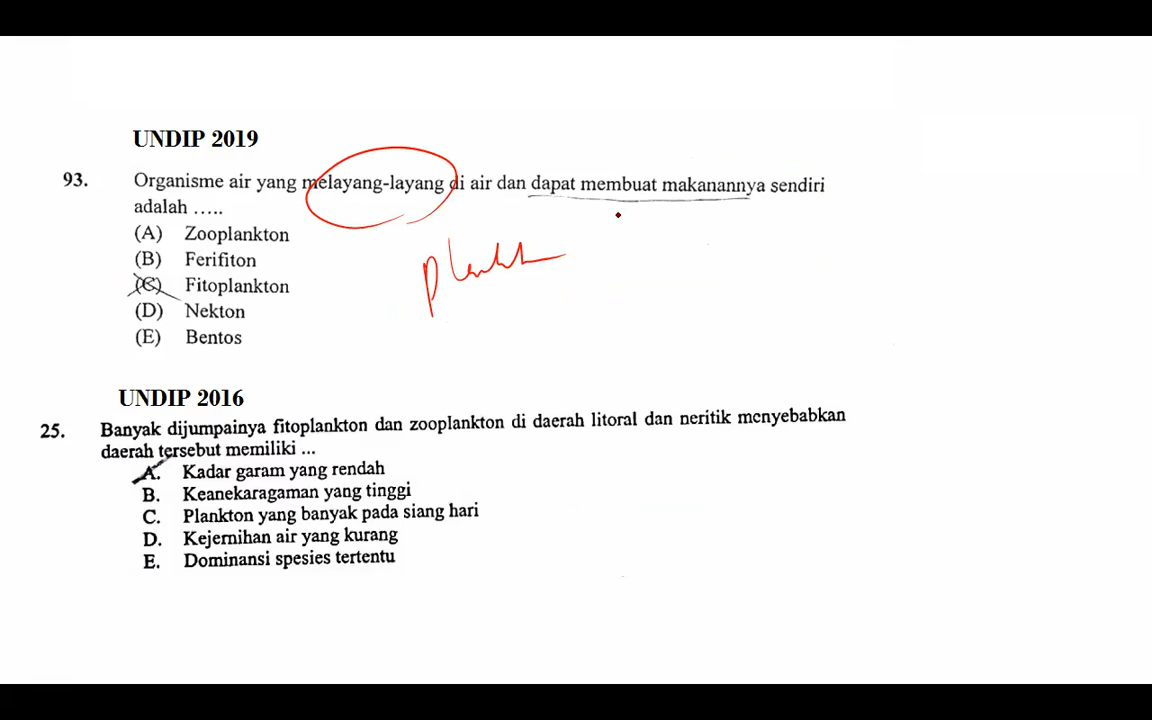 UNDIP 2019
93. Organisme air yang melayang-layang di air dan dapat membuat makanannya sendiri
adalah .....
(A) Zooplankton
(B) Ferifiton
(C) Fitoplankton
(D) Nekton
(E) Bentos
UNDIP 2016
25. Banyak dijumpainya fitoplankton dan zooplankton di daerah litoral dan neritik menyebabkan
daerah tersebut memiliki ...
A. Kadar garam yang rendah
B. Keanekaragaman yang tinggi
C. Plankton yang banyak pada siang hari
D. Kejernihan air yang kurang
E. Dominansi spesies tertentu